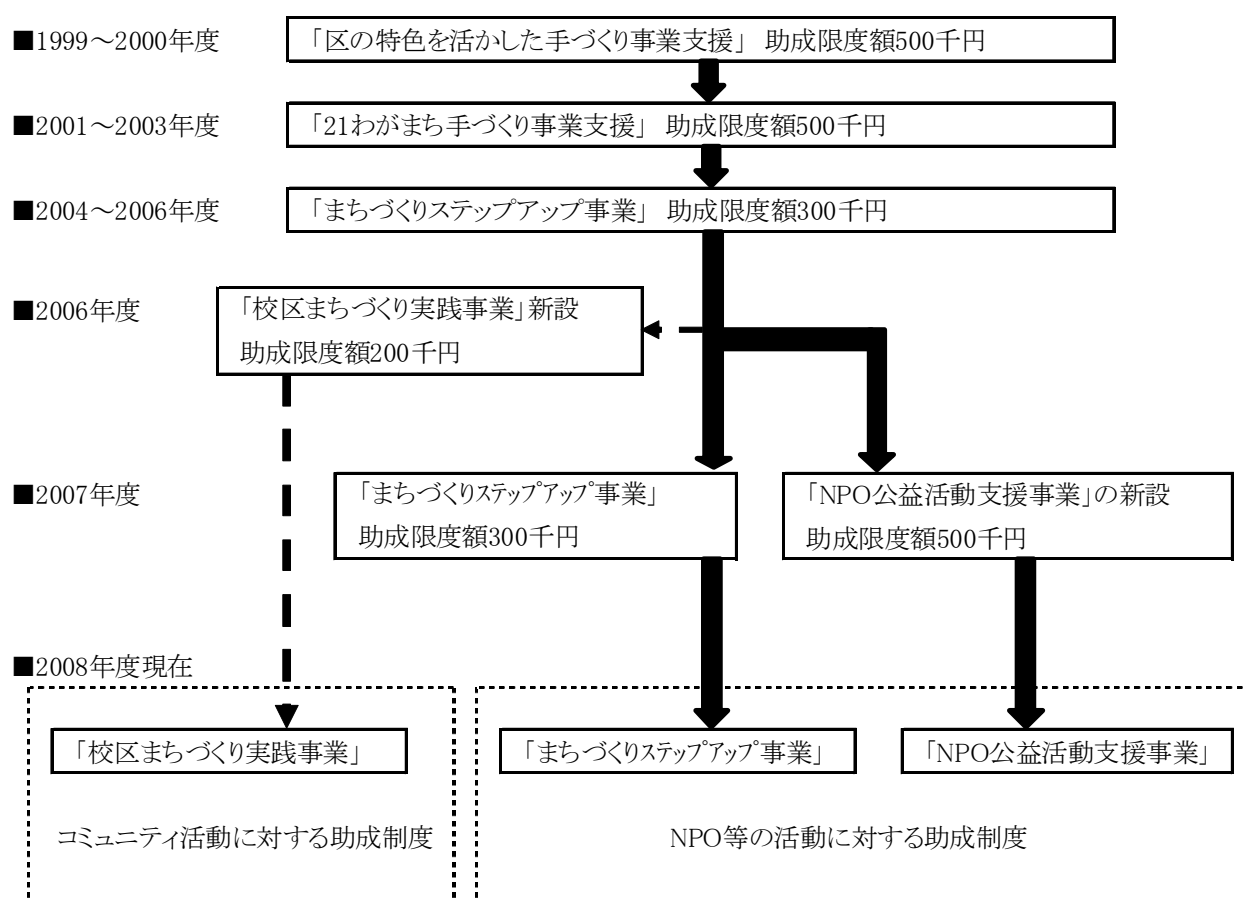 ■1999～2000年度 「区の特色を活かした手づくり事業支援」 助成限度額500千円
■2001～2003年度 「21わがまち手づくり事業支援」 助成限度額500千円
■2004～2006年度 「まちづくりステップアップ事業」 助成限度額300千円
■2006年度 「校区まちづくり実践事業」新設
助成限度額200千円
■2007年度 「まちづくりステップアップ事業」 「NPO公益活動支援事業」の新設
助成限度額300千円 助成限度額500千円
■2008年度現在
「校区まちづくり実践事業」 「まちづくりステップアップ事業」 「NPO公益活動支援事業」
コミュニティ活動に対する助成制度 NPO等の活動に対する助成制度